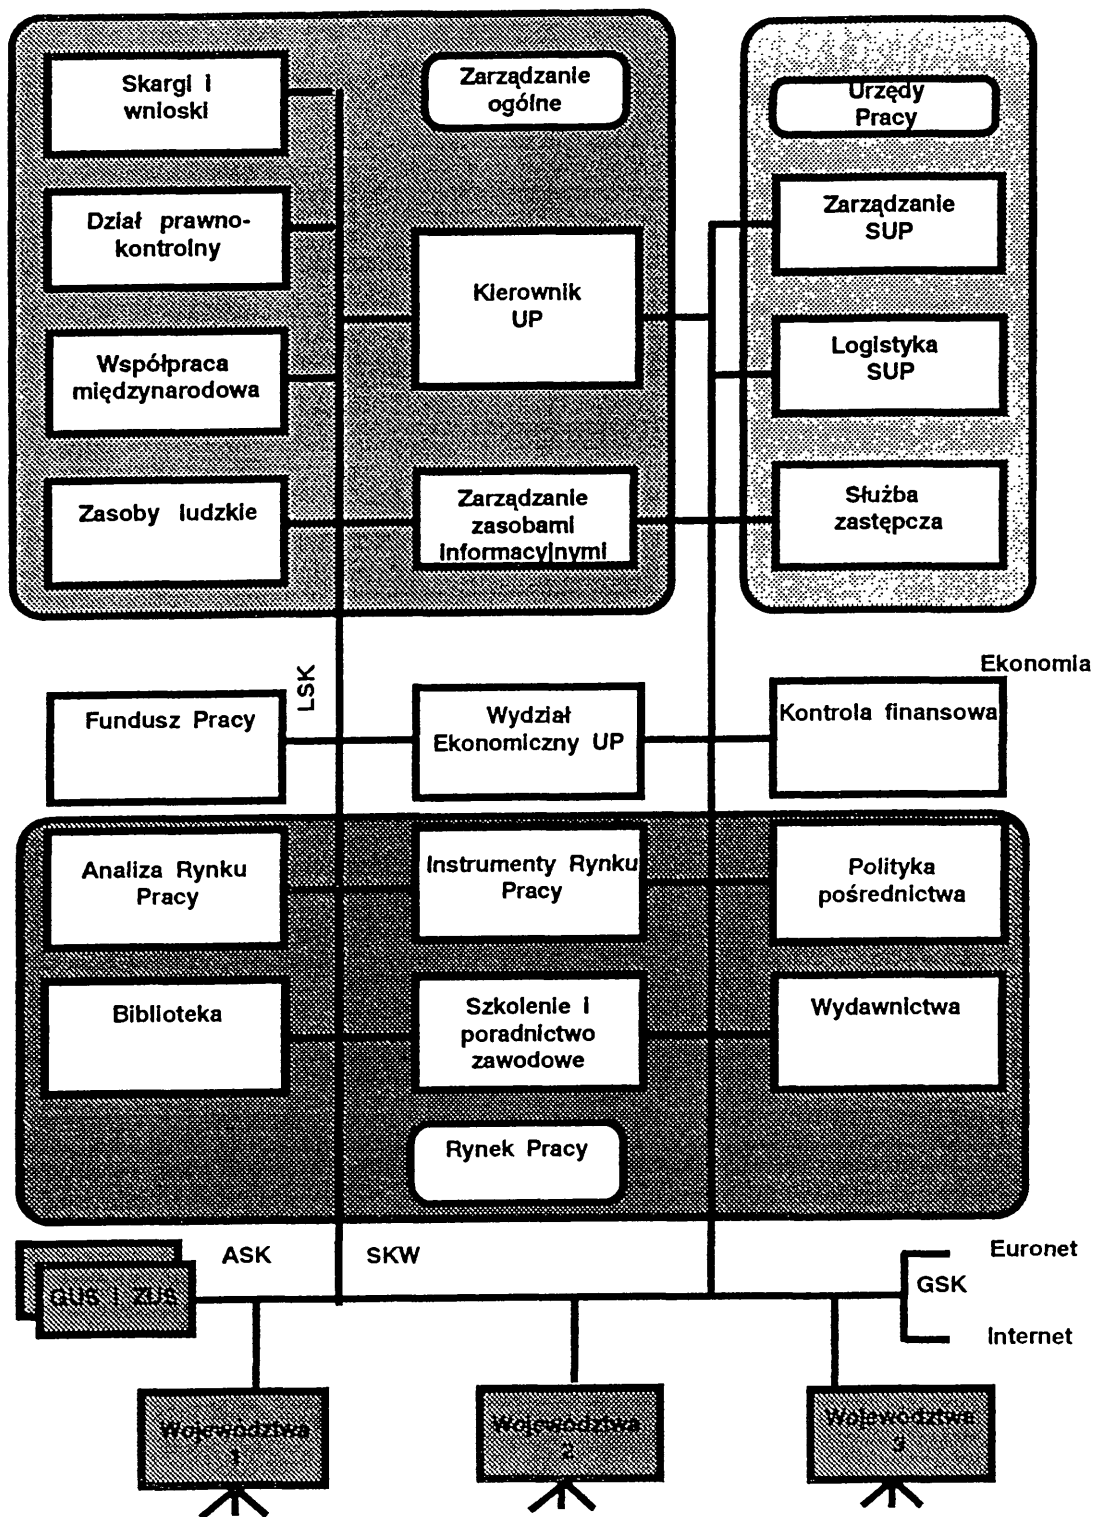 Skargi i
wnioski
Zarządzanie
ogólne
Urzędy
Pracy
Dział prawno-
kontrolny
Kierownik
UP
Zarządzanie
SUP
Współpraca
międzynarodowa
Logistyka
SUP
Zasoby ludzkie
Zarządzanie
zasobami
informacyjnymi
Służba
zastępcza
Ekonomia
LSK
Fundusz Pracy
Wydział
Ekonomiczny UP
Kontrola finansowa
Analiza Rynku
Pracy
Instrumenty Rynku
Pracy
Polityka
pośrednictwa
Biblioteka
Szkolenie i
poradnictwo
zawodowe
Wydawnictwa
Rynek Pracy
ASK
SKW
Euronet
GUS i ZUS
GSK
Internet
Województwa
1
Województwa
2
Województwa
3